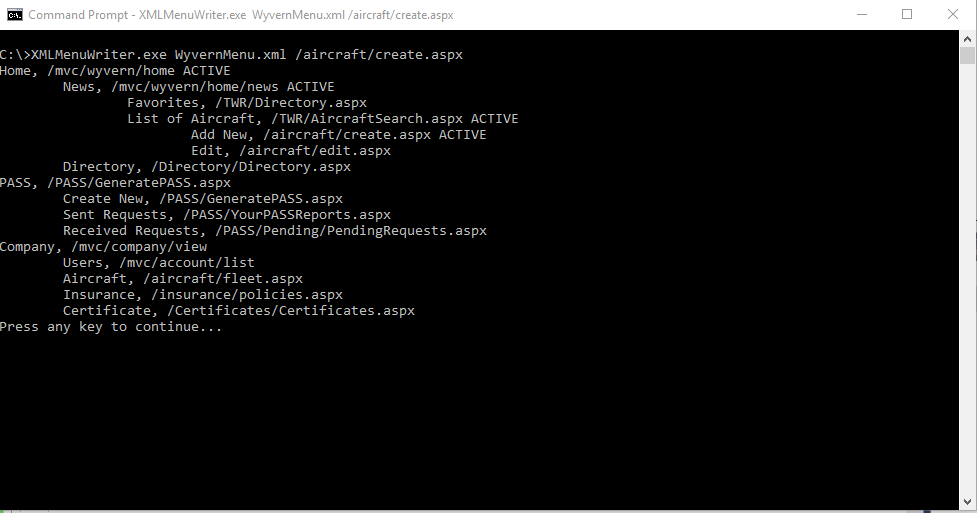 Command Prompt - XMLMenuWriter.exe WyvernMenu.xml /aircraft/create.aspx
C:\>XMLMenuWriter.exe WyvernMenu.xml /aircraft/create.aspx
Home, /mvc/wyvern/home ACTIVE
News, /mvc/wyvern/home/news ACTIVE
Favorites, /TWR/Directory.aspx
List of Aircraft, /TWR/AircraftSearch.aspx ACTIVE
Add New, /aircraft/create.aspx ACTIVE
Edit, /aircraft/edit.aspx
Directory, /Directory/Directory.aspx
PASS, /PASS/GeneratePASS.aspx
Create New, /PASS/GeneratePASS.aspx
Sent Requests, /PASS/YourPASSReports.aspx
Received Requests, /PASS/Pending/PendingRequests.aspx
Company, /mvc/company/view
Users, /mvc/account/list
Aircraft, /aircraft/fleet.aspx
Insurance, /insurance/policies.aspx
Certificate, /Certificates/Certificates.aspx
Press any key to continue...